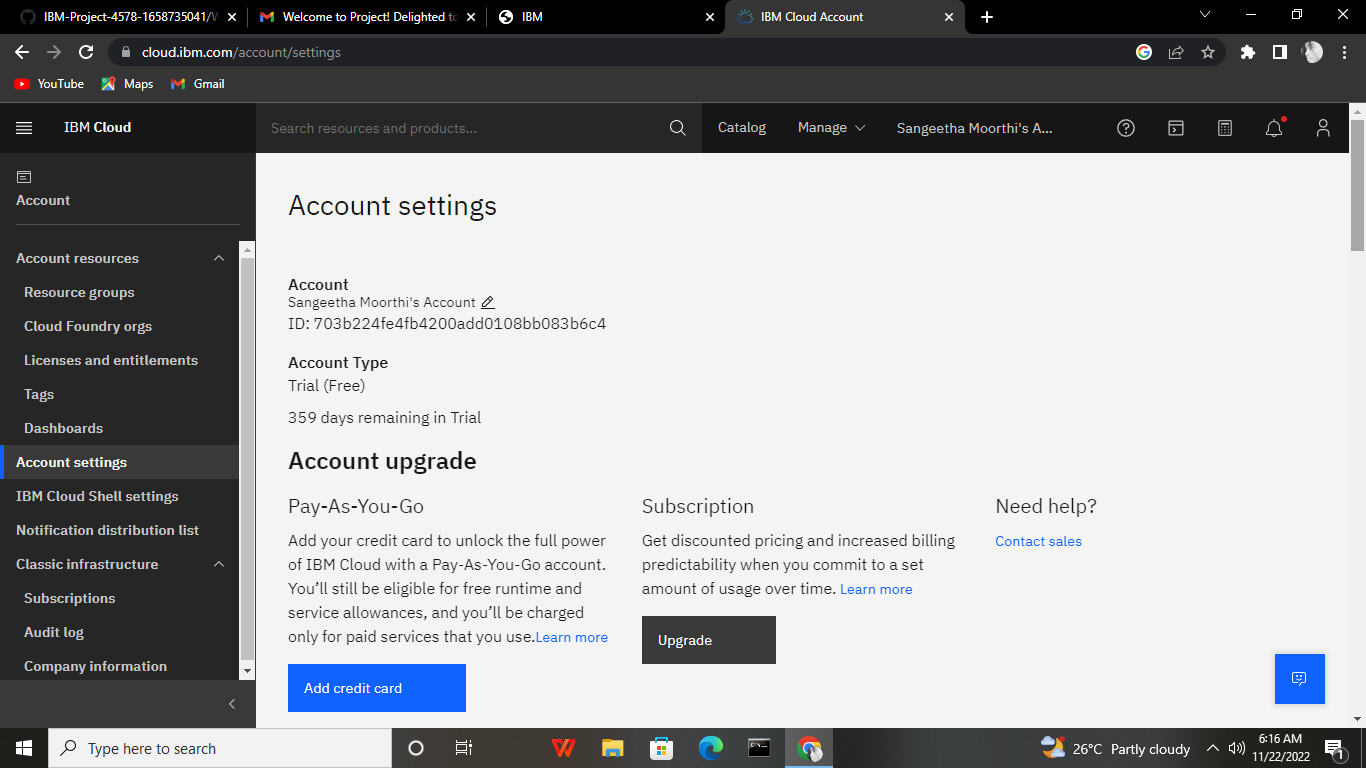 IBM-Project-4578-1658735041/W
Welcome to Project! Delighted to
IBM
IBM Cloud Account
cloud.ibm.com/account/settings
YouTube
Maps
Gmail
IBM Cloud
Search resources and products...
Catalog
Manage
Sangeetha Moorthi's A...
Account
Account resources
Resource groups
Cloud Foundry orgs
Licenses and entitlements
Tags
Dashboards
Account settings
IBM Cloud Shell settings
Notification distribution list
Classic infrastructure
Subscriptions
Audit log
Company information
Account settings
Account
Sangeetha Moorthi's Account
ID: 703b224fe4fb4200add0108bb083b6c4
Account Type
Trial (Free)
359 days remaining in Trial
Account upgrade
Pay-As-You-Go
Add your credit card to unlock the full power
of IBM Cloud with a Pay-As-You-Go account.
You’ll still be eligible for free runtime and
service allowances, and you’ll be charged
only for paid services that you use.Learn more
Add credit card
Subscription
Get discounted pricing and increased billing
predictability when you commit to a set
amount of usage over time. Learn more
Upgrade
Need help?
Contact sales
Type here to search
26°C Partly cloudy
6:16 AM
11/22/2022
1